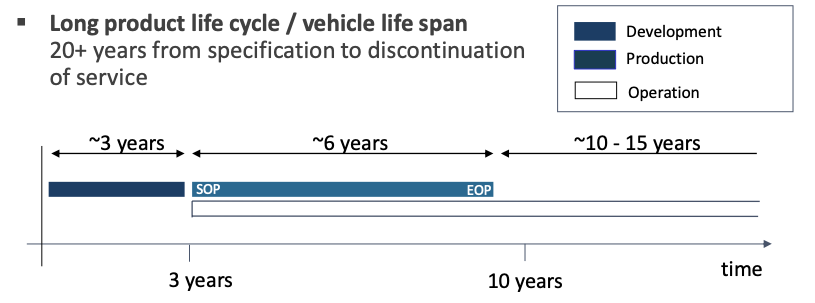 ▪ Long product life cycle / vehicle life span
20+ years from specification to discontinuation
of service
Development
Production
Operation
~3 years
~6 years
~10 - 15 years
SOP
EOP
3 years
10 years
time